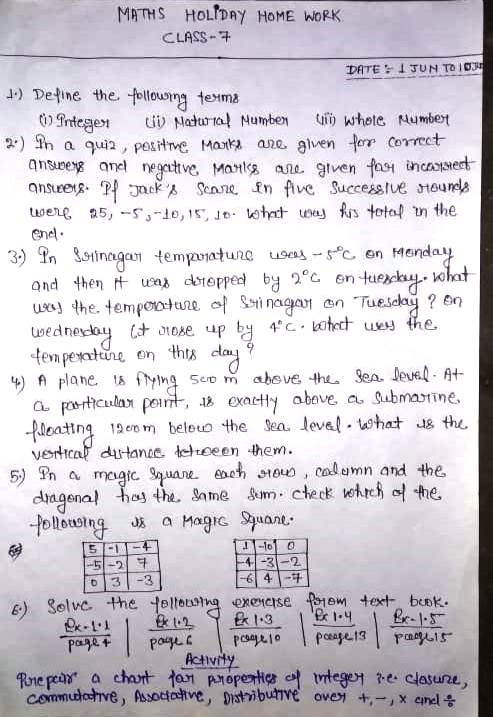 MATHS HOLIDAY HOME WORK
CLASS-7
DATE :- 1 JUN TO 10 JUN
1.) Define the following terms
(i) Integer (ii) Natural Number (iii) Whole Number
2.) In a quiz, positive Marks are given for correct
answers and negative Marks are given for incorrect
answers. If Jack's Score in five Successive rounds
were 25, -5, -10, 15, 10. What was his total in the
end.
3.) In Srinagar temparature was -5°C on Monday
and then it was dropped by 2°C on tuesday. What
was the temperature of Srinagar on Tuesday? On
wednesday it rose up by 4°C. What was the
temperature on this day?
4.) A plane is flying 5000 m above the Sea level. At
a particular point, is exactly above a Submarine
floating 1200m below the Sea level. What is the
vertical distance between them.
5.) In a magic Square each row, column and the
diagonal has the Same Sum. check which of the
following is a Magic Square.
5 -1 -4 1 -10 0
-5 -2 7 -4 -3 -2
0 3 -3 -6 4 -7
6.) Solve the following exercise from text book.
Ex-1.1 Ex 1.2 Ex 1.3 Ex 1.4 Ex-1.5
page 4 page 6 page 10 page 13 page 15
Activity
Prepair a chart for properties of integer i.e. closure,
Commutative, Associative, Distributive over +, -, × and ÷